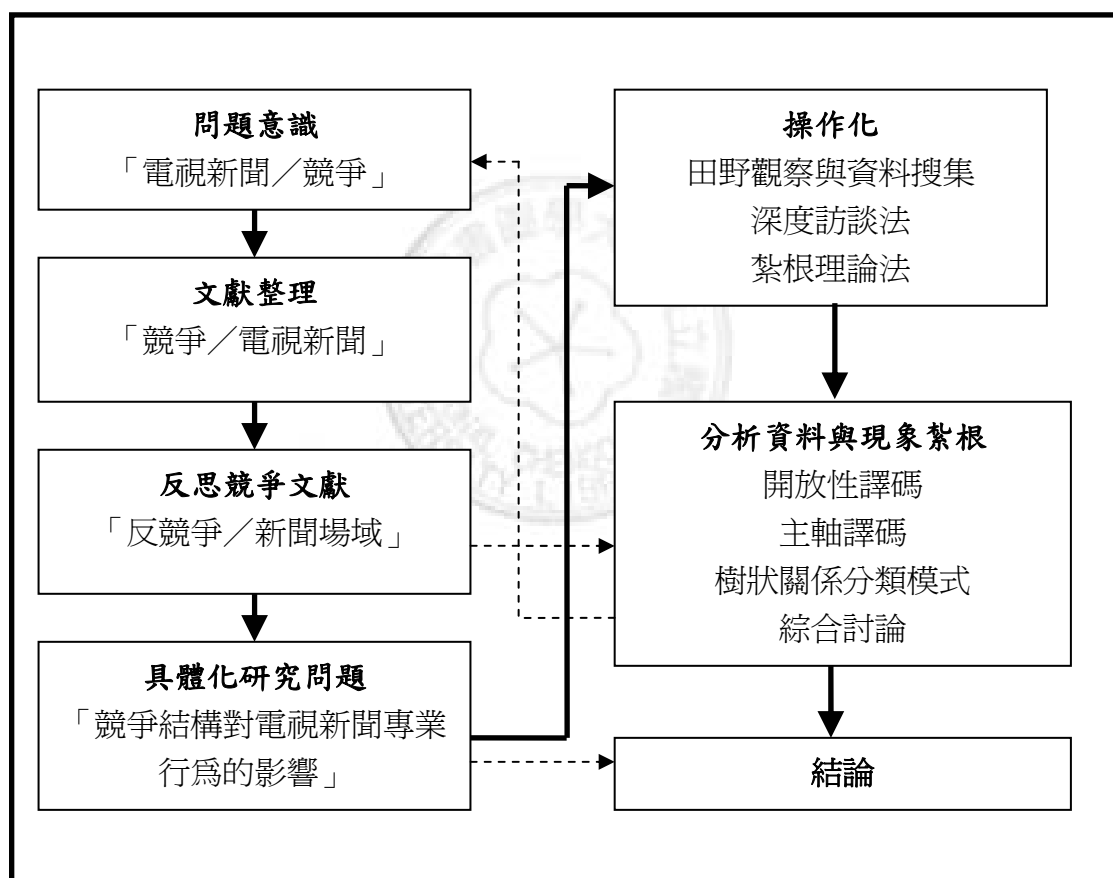 問題意識
「電視新聞／競爭」
文獻整理
「競爭／電視新聞」
反思競爭文獻
「反競爭／新聞場域」
具體化研究問題
「競爭結構對電視新聞專業
行為的影響」
操作化
田野觀察與資料搜集
深度訪談法
紮根理論法
分析資料與現象紮根
開放性譯碼
主軸譯碼
樹狀關係分類模式
綜合討論
結論